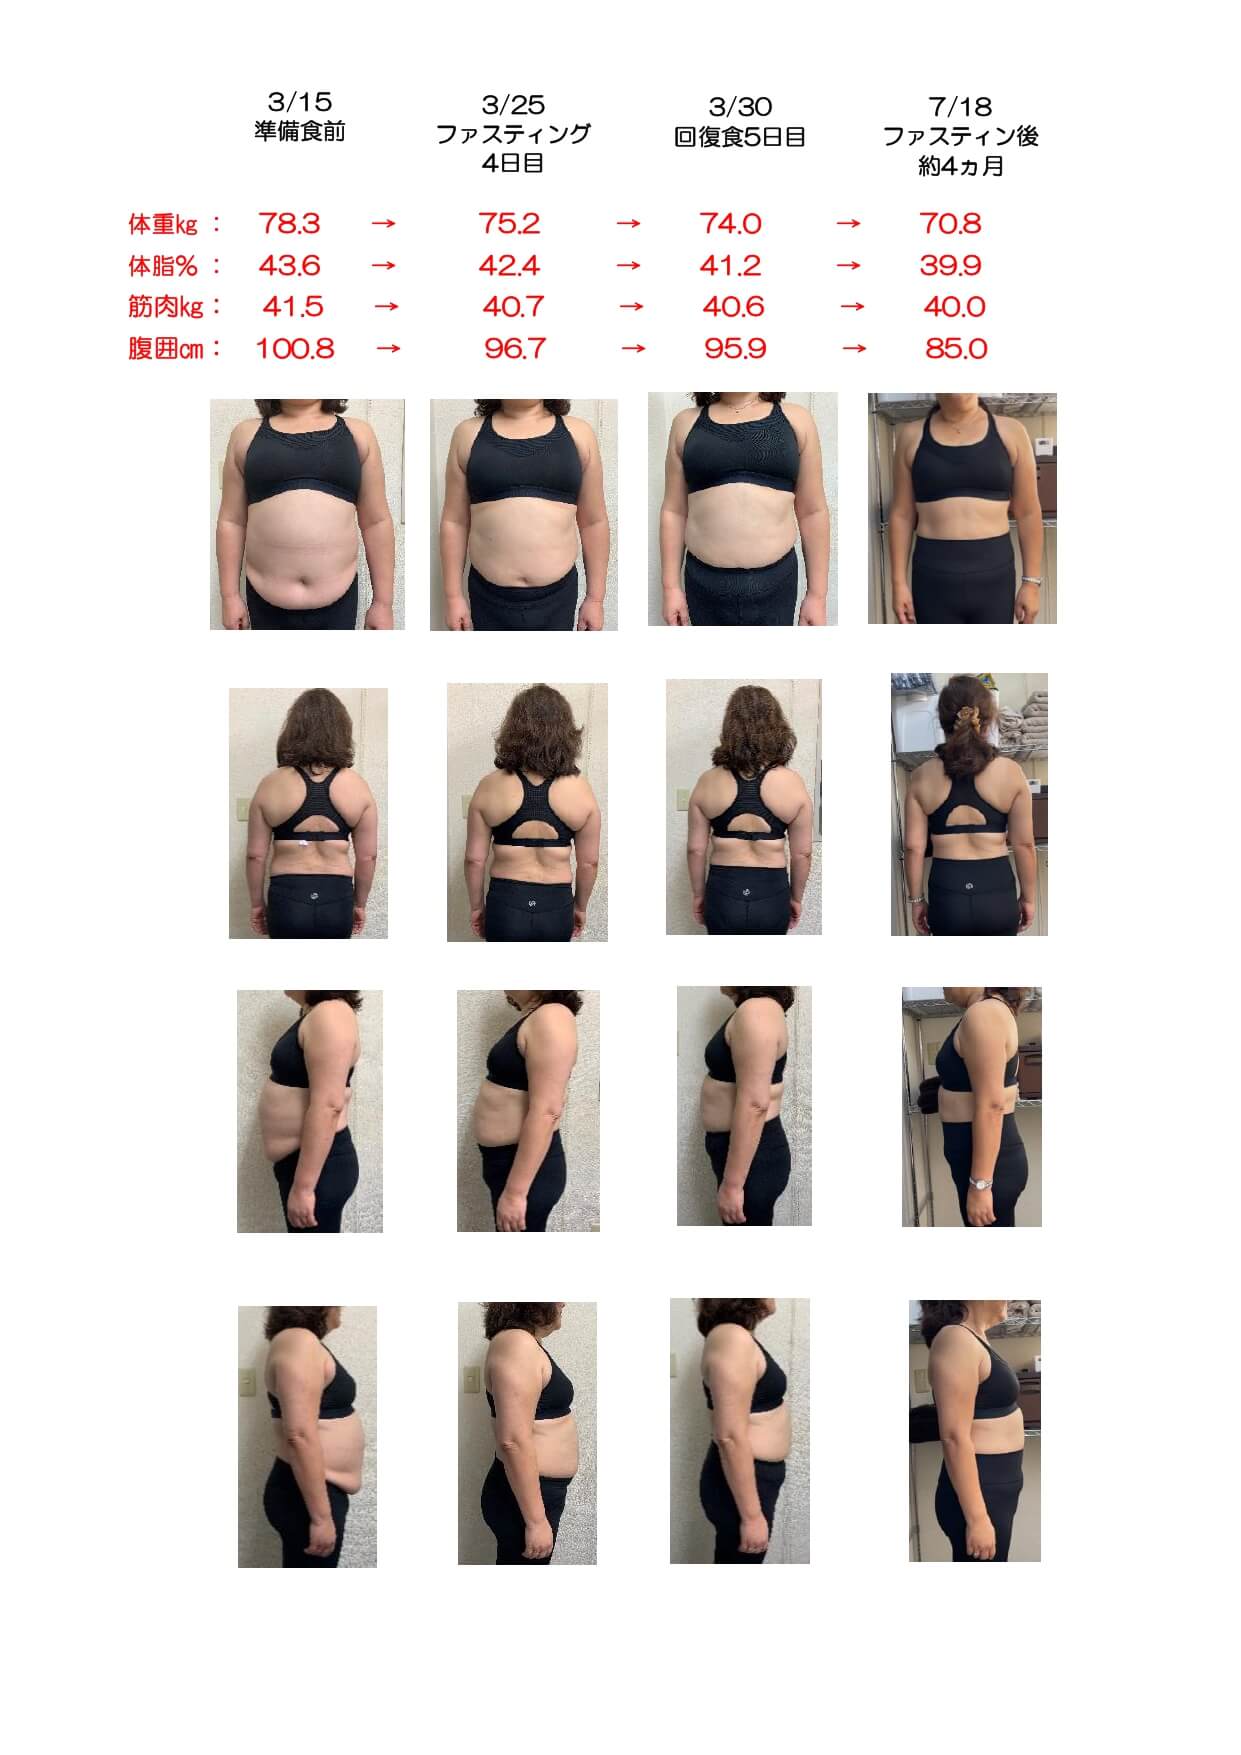 3/15
準備食前
3/25
ファスティング
4日目
3/30
回復食5日目
7/18
ファスティン後
約4ヵ月
体重kg : 78.3 → 75.2 → 74.0 → 70.8
体脂% : 43.6 → 42.4 → 41.2 → 39.9
筋肉kg : 41.5 → 40.7 → 40.6 → 40.0
腹囲cm : 100.8 → 96.7 → 95.9 → 85.0